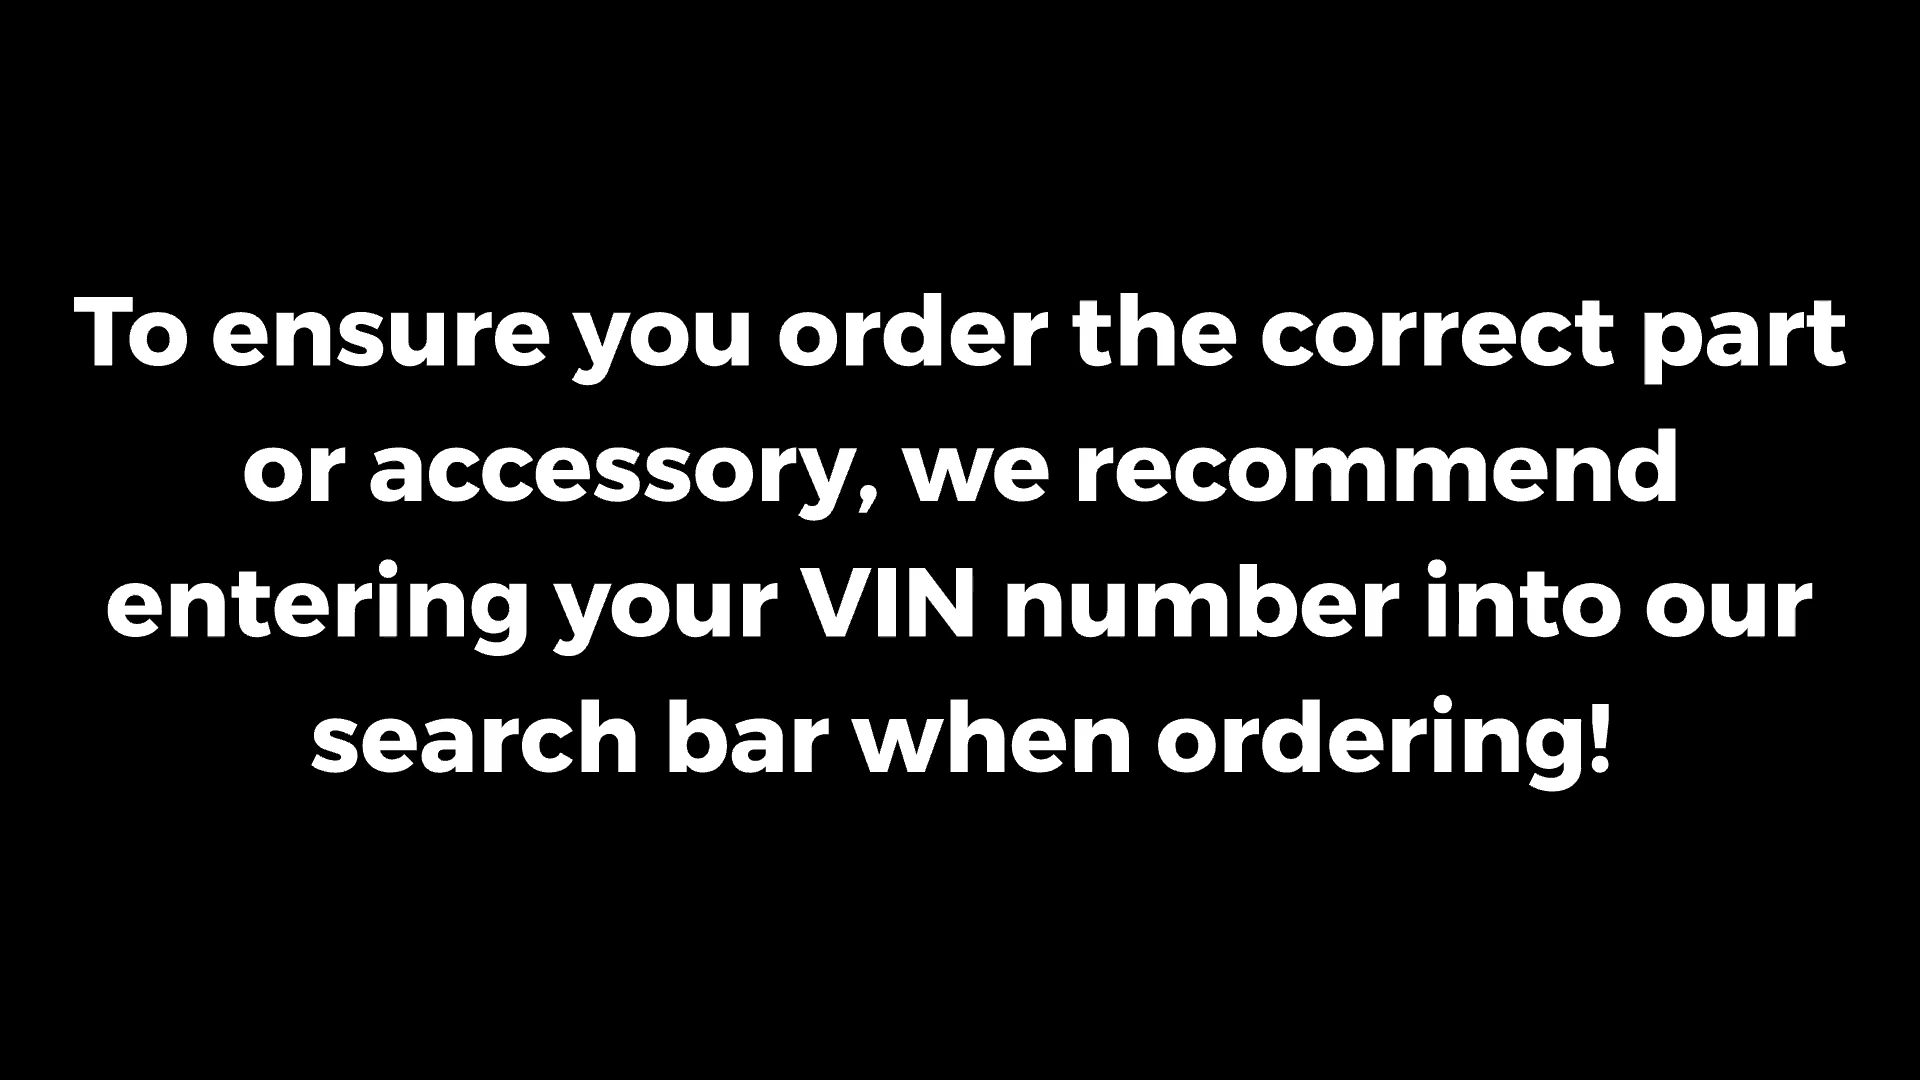 To ensure you order the correct part
or accessory, we recommend
entering your VIN number into our
search bar when ordering!